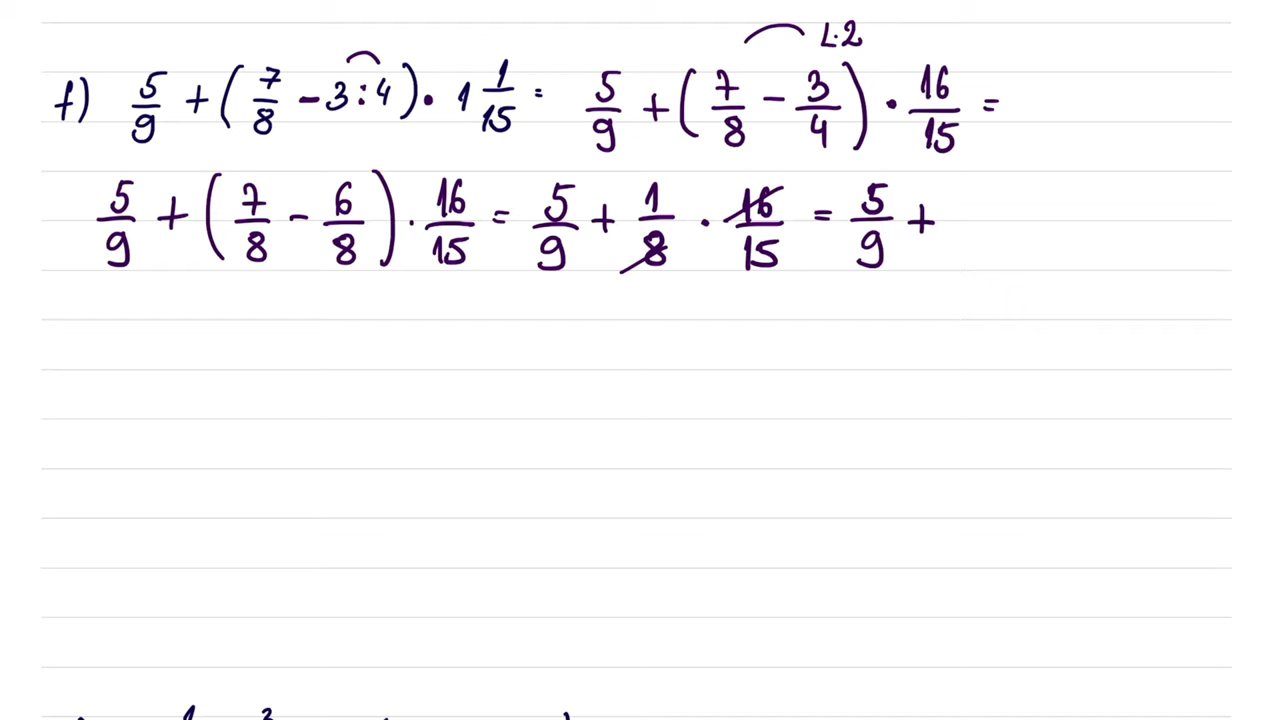 L·2
f) 5/9 + (7/8 - 3:4) · 1 1/15 = 5/9 + (7/8 - 3/4) · 16/15 =
5/9 + (7/8 - 6/8) · 16/15 = 5/9 + 1/8 · 16/15 = 5/9 +